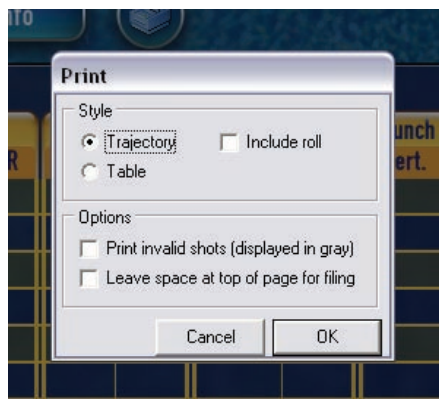 Print
Style
Trajectory
Include roll
Table
Options
Print invalid shots (displayed in gray)
Leave space at top of page for filing
Cancel
OK